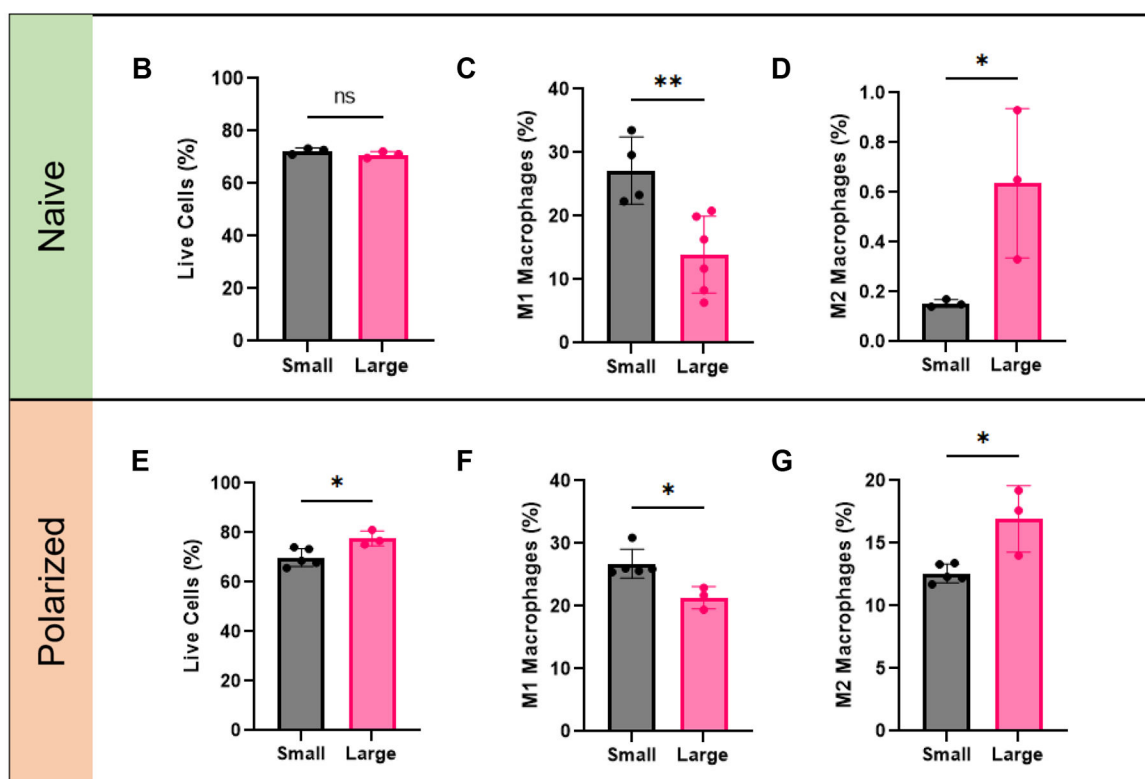 Naive
B
ns
Live Cells (%)
100
80
60
40
20
0
Small Large
C
**
M1 Macrophages (%)
40
30
20
10
0
Small Large
D
*
M2 Macrophages (%)
1.0
0.8
0.6
0.4
0.2
0.0
Small Large
Polarized
E
*
Live Cells (%)
100
80
60
40
20
0
Small Large
F
*
M1 Macrophages (%)
40
30
20
10
0
Small Large
G
*
M2 Macrophages (%)
20
15
10
5
0
Small Large